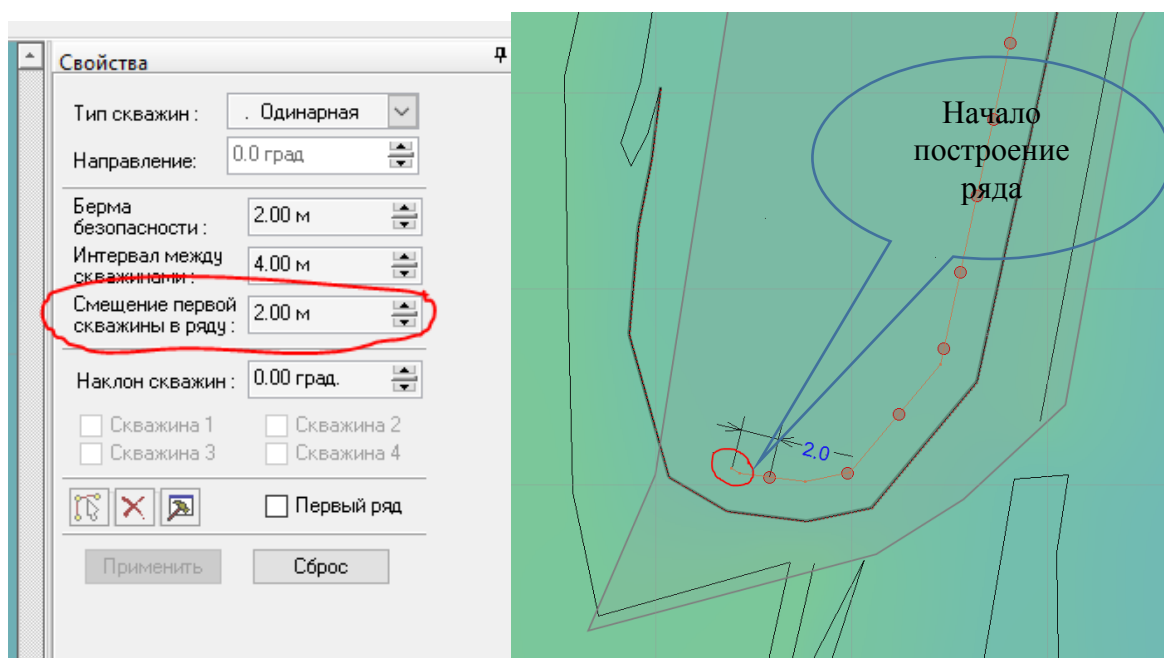 Свойства
Тип скважин :
. Одинарная
Направление:
0.0 град
Берма
безопасности :
2.00 м
Интервал между
скважинами :
4.00 м
Смещение первой
скважины в ряду :
2.00 м
Наклон скважин :
0.00 град.
Скважина 1
Скважина 2
Скважина 3
Скважина 4
Первый ряд
Применить
Сброс
Начало
построение
ряда
2.0